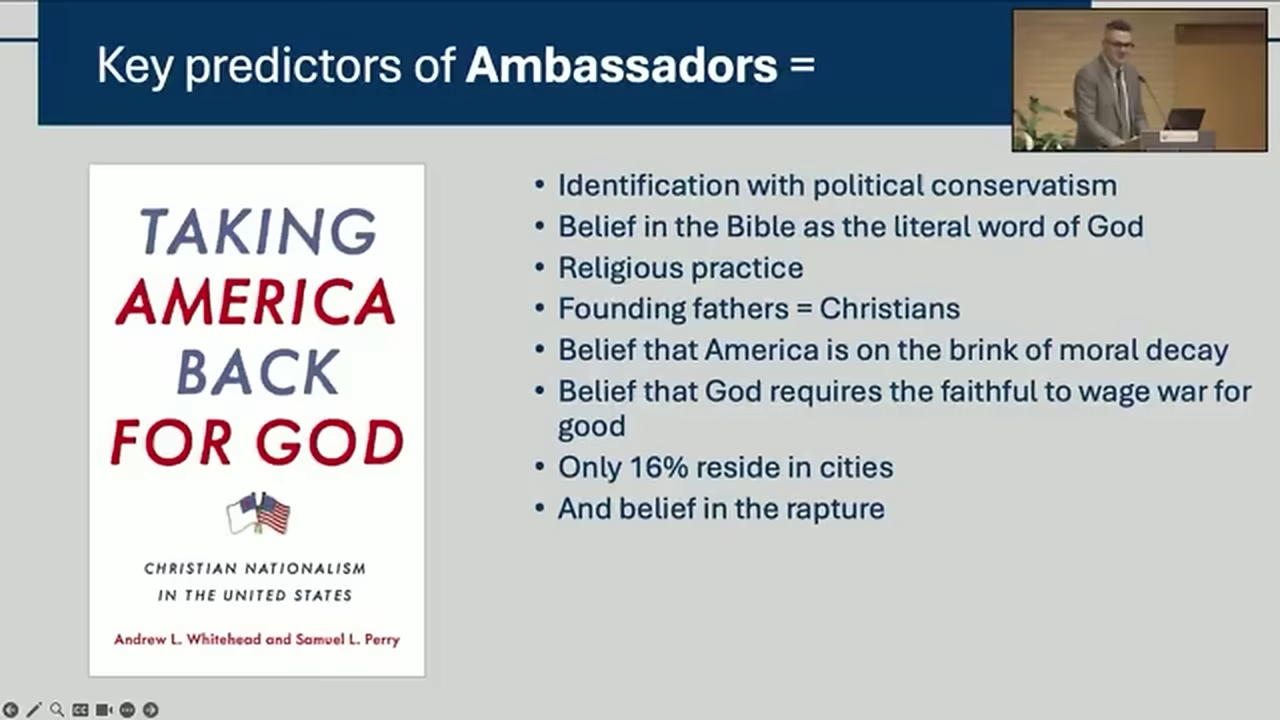 Key predictors of Ambassadors =
TAKING
AMERICA
BACK
FOR GOD
CHRISTIAN NATIONALISM
IN THE UNITED STATES
Andrew L. Whitehead and Samuel L. Perry
• Identification with political conservatism
• Belief in the Bible as the literal word of God
• Religious practice
• Founding fathers = Christians
• Belief that America is on the brink of moral decay
• Belief that God requires the faithful to wage war for
good
• Only 16% reside in cities
• And belief in the rapture